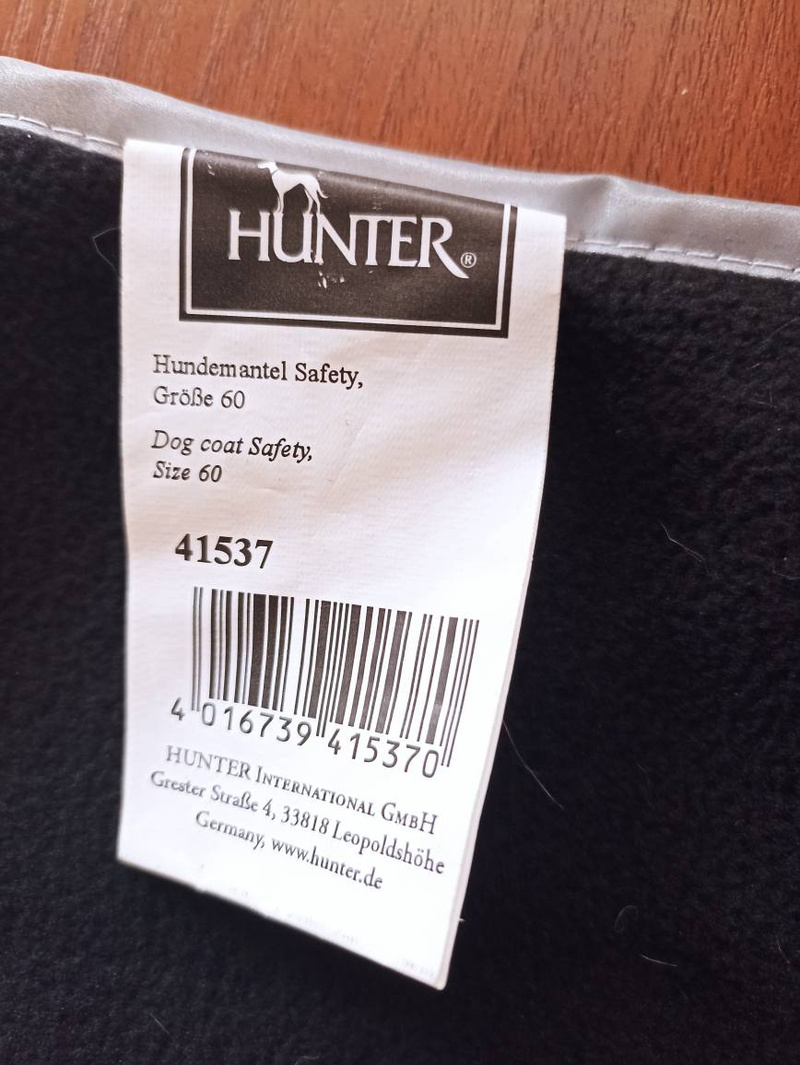 HUNTER®
Hundemantel Safety,
Größe 60
Dog coat Safety,
Size 60
41537
4 016739 415370
HUNTER INTERNATIONAL GMBH
Grester Straße 4, 33818 Leopoldshöhe
Germany, www.hunter.de